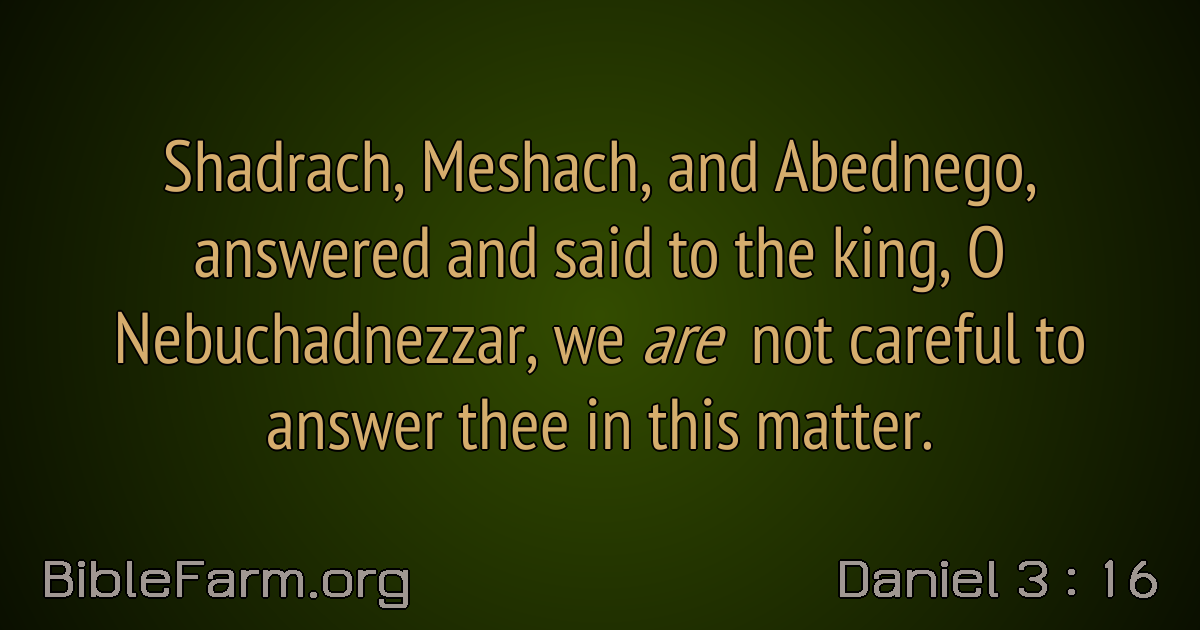 Shadrach, Meshach, and Abednego,
answered and said to the king, O
Nebuchadnezzar, we are not careful to
answer thee in this matter.
BibleFarm.org
Daniel 3 : 16